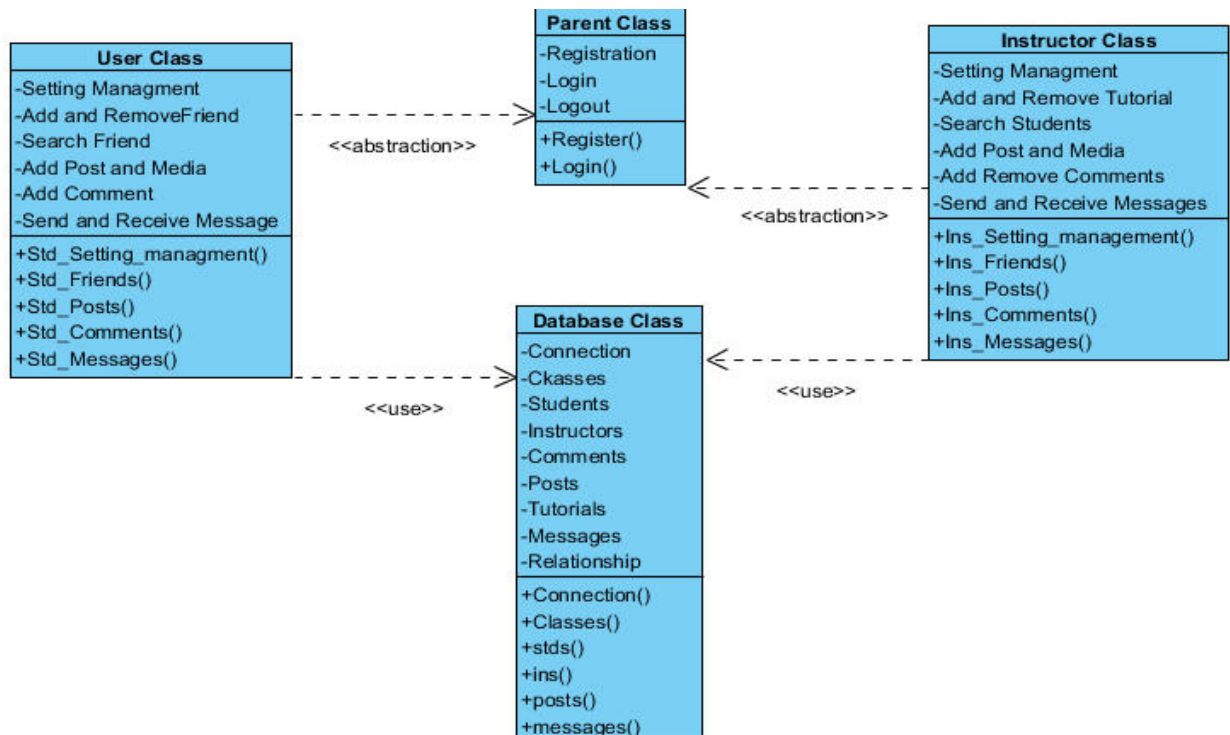 Parent Class
-Registration
-Login
-Logout
+Register()
+Login()
User Class
-Setting Managment
-Add and RemoveFriend
-Search Friend
-Add Post and Media
-Add Comment
-Send and Receive Message
+Std_Setting_managment()
+Std_Friends()
+Std_Posts()
+Std_Comments()
+Std_Messages()
<<abstraction>>
Instructor Class
-Setting Managment
-Add and Remove Tutorial
-Search Students
-Add Post and Media
-Add Remove Comments
-Send and Receive Messages
+Ins_Setting_management()
+Ins_Friends()
+Ins_Posts()
+Ins_Comments()
+Ins_Messages()
<<abstraction>>
Database Class
-Connection
-Ckasses
-Students
-Instructors
-Comments
-Posts
-Tutorials
-Messages
-Relationship
+Connection()
+Classes()
+stds()
+ins()
+posts()
+messages()
<<use>>
<<use>>